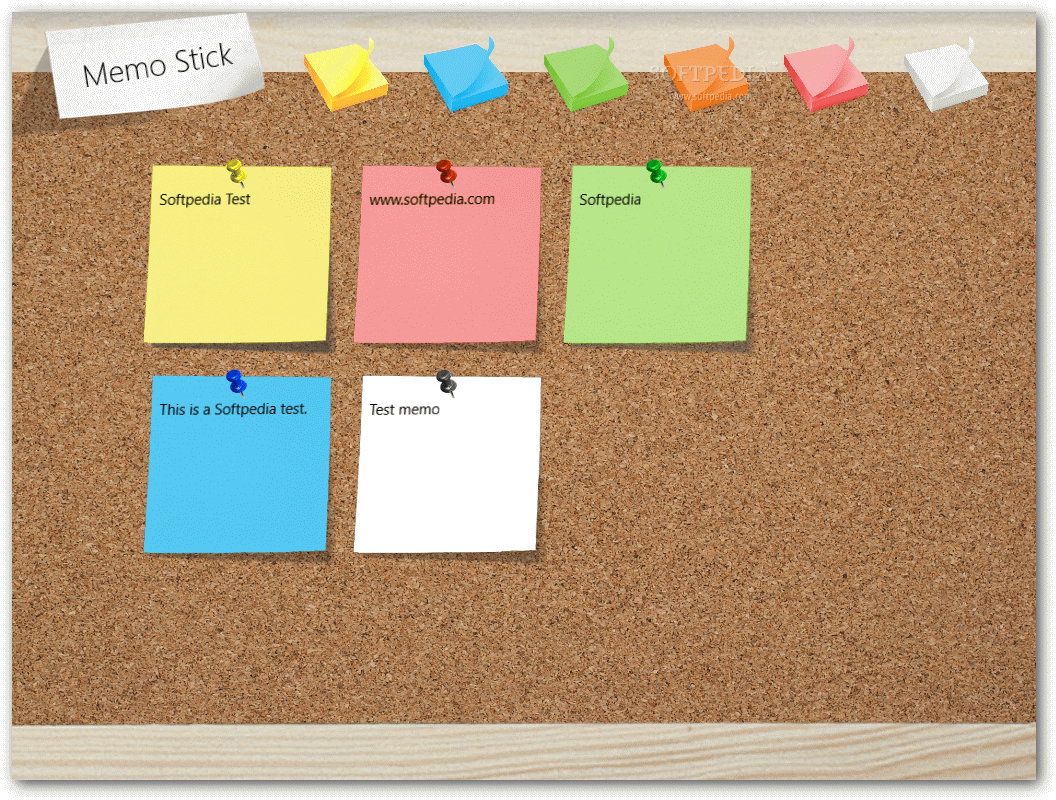 Memo Stick
SOFTPEDIA
www.softpedia.com
Softpedia Test
www.softpedia.com
Softpedia
This is a Softpedia test.
Test memo